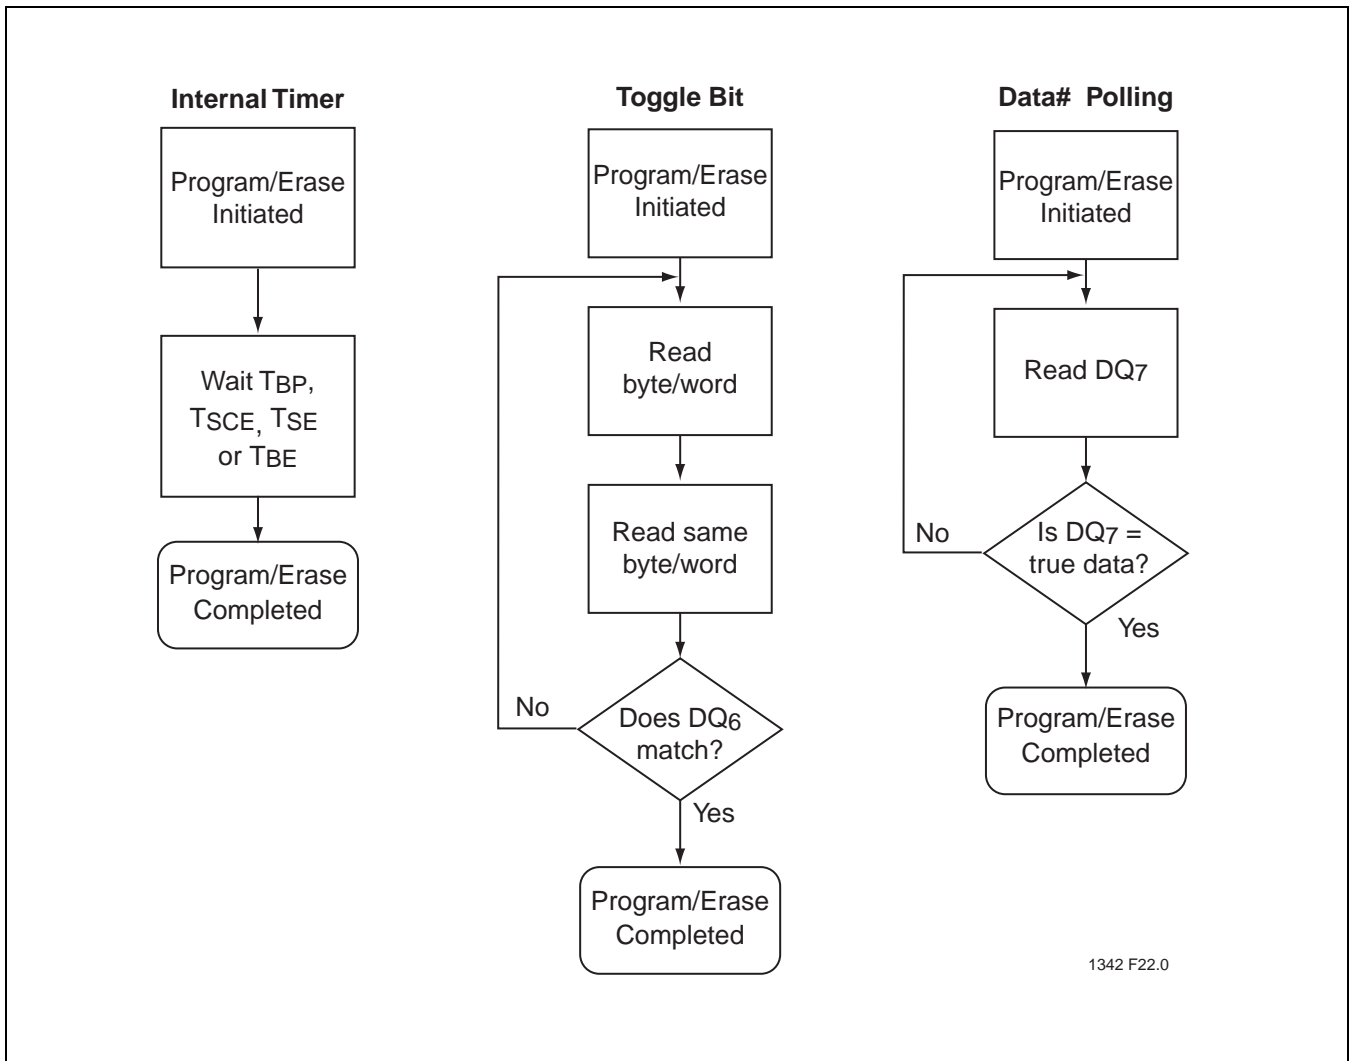 Internal Timer
Program/Erase
Initiated
Wait TBP,
TSCE, TSE
or TBE
Program/Erase
Completed
Toggle Bit
Program/Erase
Initiated
Read
byte/word
Read same
byte/word
Does DQ6
match?
No
Yes
Program/Erase
Completed
Data# Polling
Program/Erase
Initiated
Read DQ7
Is DQ7 =
true data?
No
Yes
Program/Erase
Completed
1342 F22.0